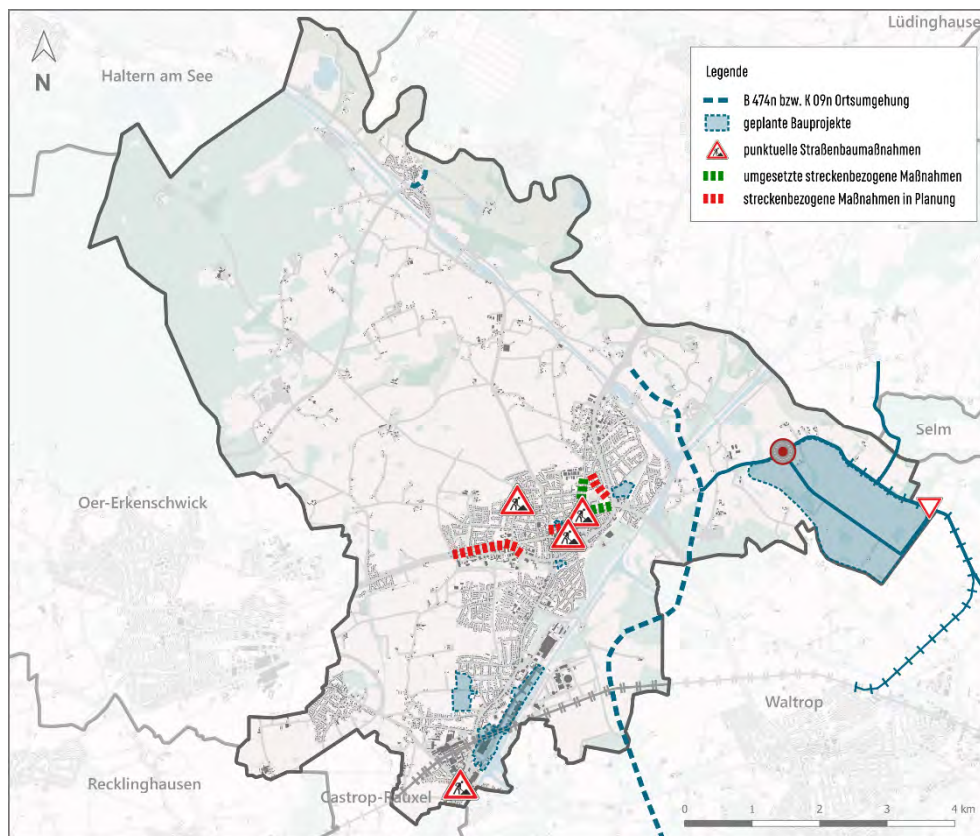 Lüdinghause
N
Haltern am See
Legende
B 474n bzw. K 09n Ortsumgehung
geplante Bauprojekte
punktuelle Straßenbaumaßnahmen
umgesetzte streckenbezogene Maßnahmen
streckenbezogene Maßnahmen in Planung
Selm
Oer-Erkenschwick
Waltrop
Recklinghausen
Castrop-Rauxel
0 1 2 3 4 km